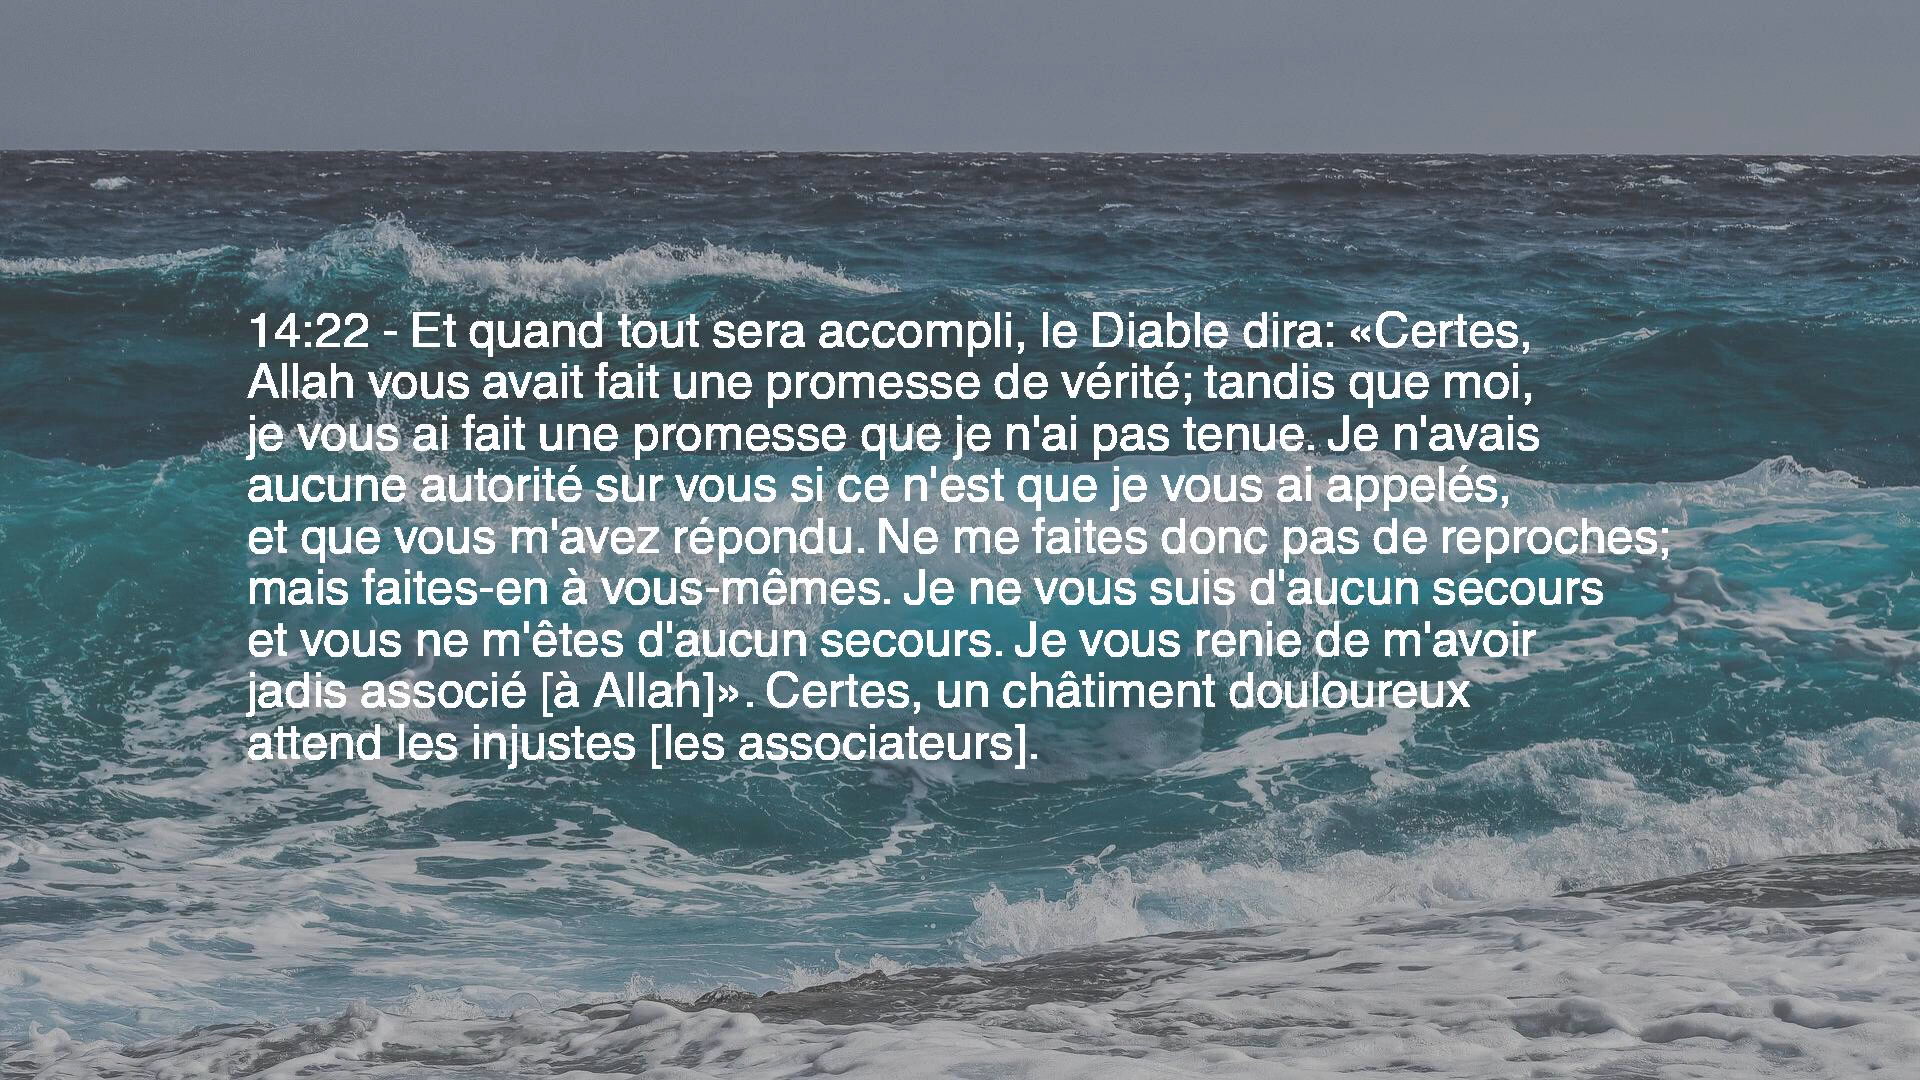 14:22 - Et quand tout sera accompli, le Diable dira: «Certes,
Allah vous avait fait une promesse de vérité; tandis que moi,
je vous ai fait une promesse que je n'ai pas tenue. Je n'avais
aucune autorité sur vous si ce n'est que je vous ai appelés,
et que vous m'avez répondu. Ne me faites donc pas de reproches;
mais faites-en à vous-mêmes. Je ne vous suis d'aucun secours
et vous ne m'êtes d'aucun secours. Je vous renie de m'avoir
jadis associé [à Allah]». Certes, un châtiment douloureux
attend les injustes [les associateurs].